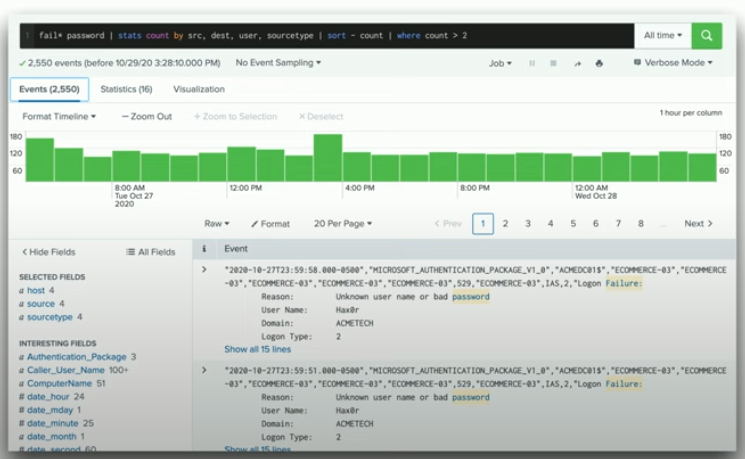 1 fail* password | stats count by src, dest, user, sourcetype | sort - count | where count > 2
All time
2,550 events (before 10/29/20 3:28:10.000 PM) No Event Sampling Job Verbose Mode
Events (2,550) Statistics (16) Visualization
Format Timeline — Zoom Out + Zoom to Selection × Deselect 1 hour per column
180 180
120 120
60 60
8:00 AM 12:00 PM 4:00 PM 8:00 PM 12:00 AM
Tue Oct 27 Wed Oct 28
2020
Raw Format 20 Per Page < Prev 1 2 3 4 5 6 7 8 ... Next >
< Hide Fields All Fields i Event
SELECTED FIELDS
a host 4
a source 4
a sourcetype 4
INTERESTING FIELDS
a Authentication_Package 3
a Caller_User_Name 100+
a ComputerName 51
# date_hour 24
# date_mday 1
# date_minute 25
a date_month 1
# date_second 60
> "2020-10-27T23:59:58.000-0500","MICROSOFT_AUTHENTICATION_PACKAGE_V1_0","ACMEDC01$","ECOMMERCE-03","ECOMMERCE
-03","ECOMMERCE-03","ECOMMERCE-03","ECOMMERCE-03",529,"ECOMMERCE-03",IAS,2,"Logon Failure:
Reason: Unknown user name or bad password
User Name: Hax0r
Domain: ACMETECH
Logon Type: 2
Show all 15 lines
> "2020-10-27T23:59:51.000-0500","MICROSOFT_AUTHENTICATION_PACKAGE_V1_0","ACMEDC01$","ECOMMERCE-03","ECOMMERCE
-03","ECOMMERCE-03","ECOMMERCE-03","ECOMMERCE-03",529,"ECOMMERCE-03",IAS,2,"Logon Failure:
Reason: Unknown user name or bad password
User Name: Hax0r
Domain: ACMETECH
Logon Type: 2
Show all 15 lines